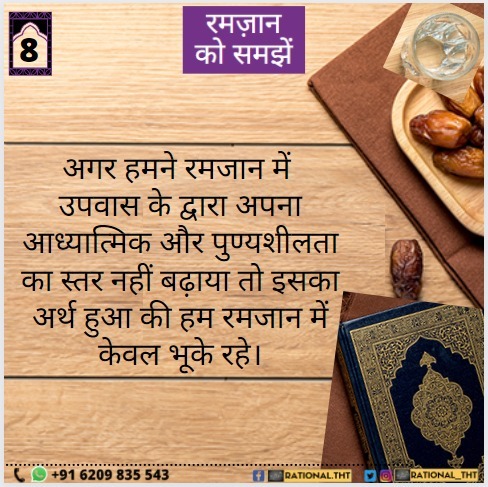 8
रमज़ान
को समझें
अगर हमने रमजान में
उपवास के द्वारा अपना
आध्यात्मिक और पुण्यशीलता
का स्तर नहीं बढ़ाया तो इसका
अर्थ हुआ की हम रमजान में
केवल भूके रहे।
+91 6209 835 543
RATIONAL.THT
RATIONAL_THT